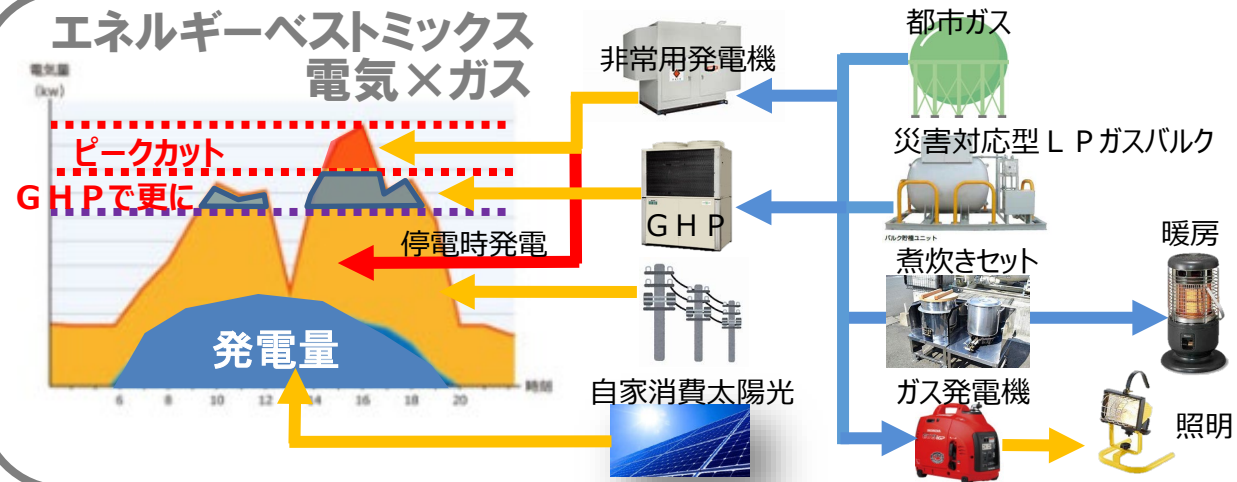 エネルギーベストミックス
電気×ガス
電気量
(kw)
ピークカット
GHPで更に
停電時発電
発電量
6 8 10 12 14 16 18 20
時刻
非常用発電機
GHP
自家消費太陽光
都市ガス
災害対応型LPガスバルク
バルク貯槽ユニット
煮炊きセット
暖房
ガス発電機
照明